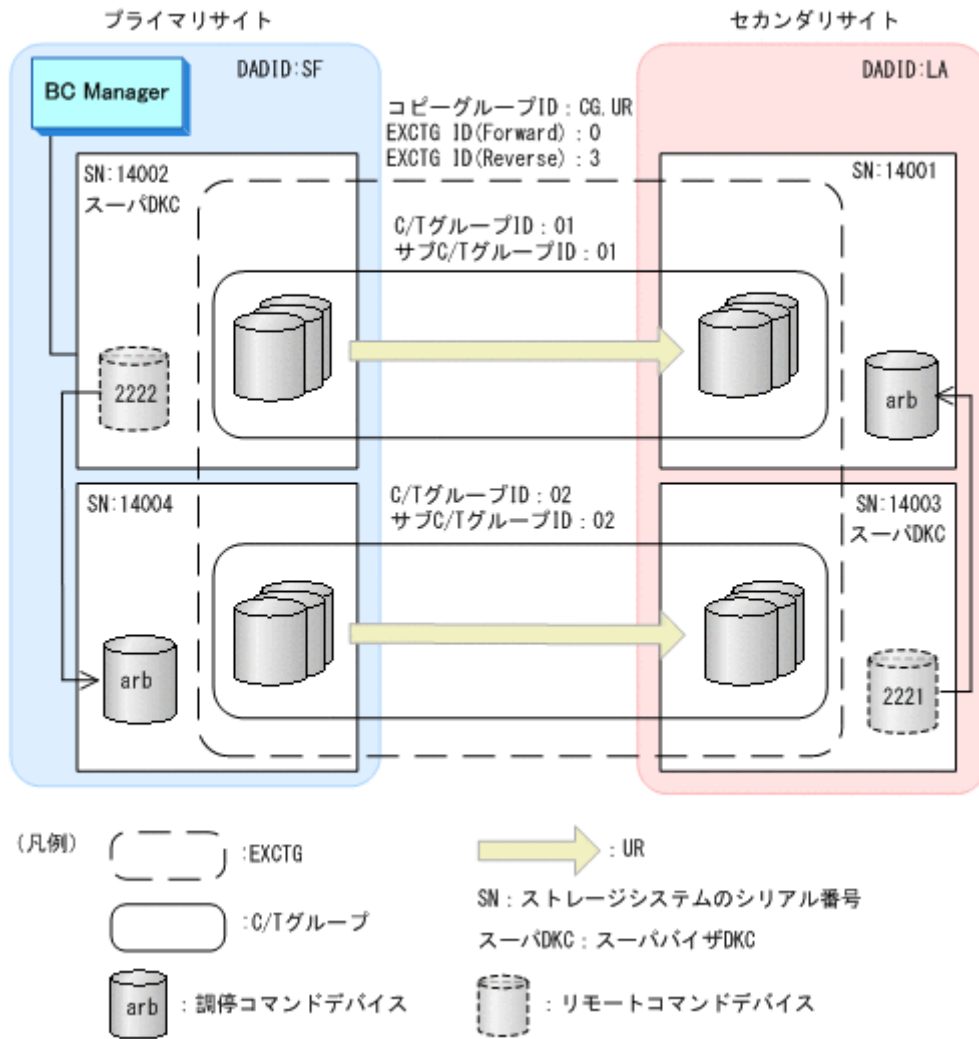 プライマリサイト
セカンダリサイト
BC Manager
DADID:SF
DADID:LA
コピーグループID：CG.UR
EXCTG ID(Forward)：0
EXCTG ID(Reverse)：3
SN:14002
スーパDKC
SN:14001
C/TグループID：01
サブC/TグループID：01
2222
arb
SN:14004
C/TグループID：02
サブC/TグループID：02
SN:14003
スーパDKC
arb
2221
(凡例)
:EXCTG
：UR
:C/Tグループ
SN：ストレージシステムのシリアル番号
スーパDKC：スーパバイザDKC
arb
：調停コマンドデバイス
：リモートコマンドデバイス